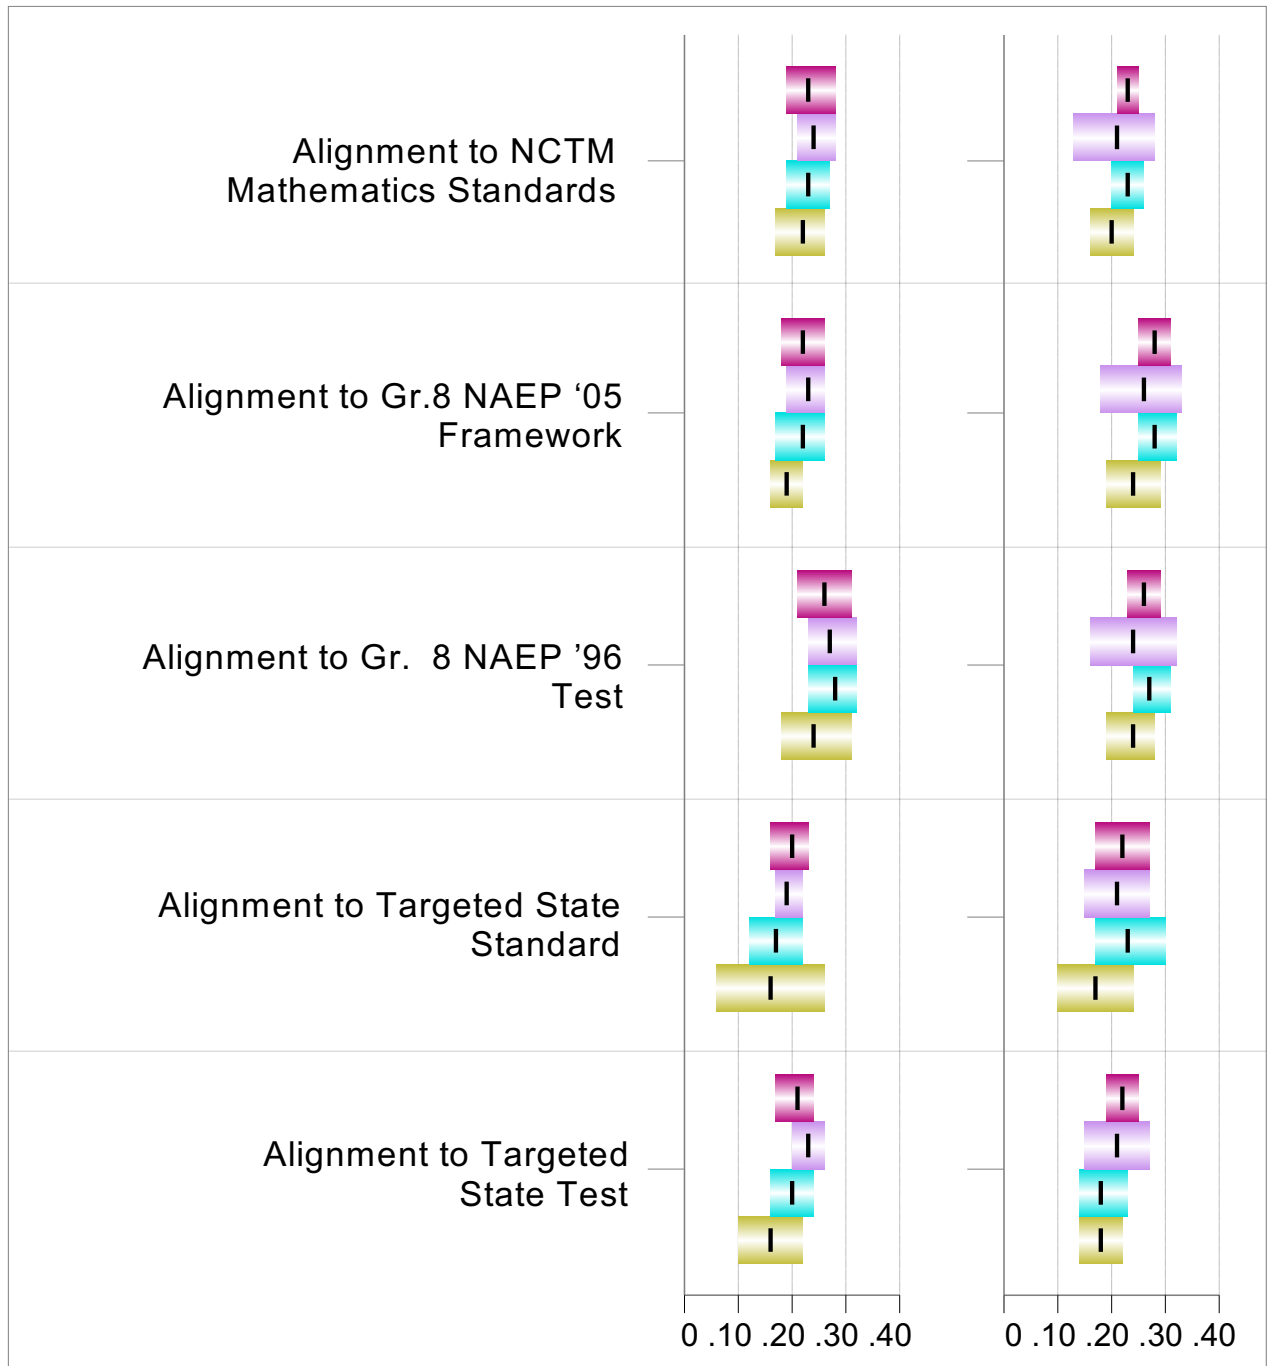 Alignment to NCTM
Mathematics Standards
Alignment to Gr.8 NAEP ‘05
Framework
Alignment to Gr. 8 NAEP ’96
Test
Alignment to Targeted State
Standard
Alignment to Targeted
State Test
0 .10 .20 .30 .40
0 .10 .20 .30 .40